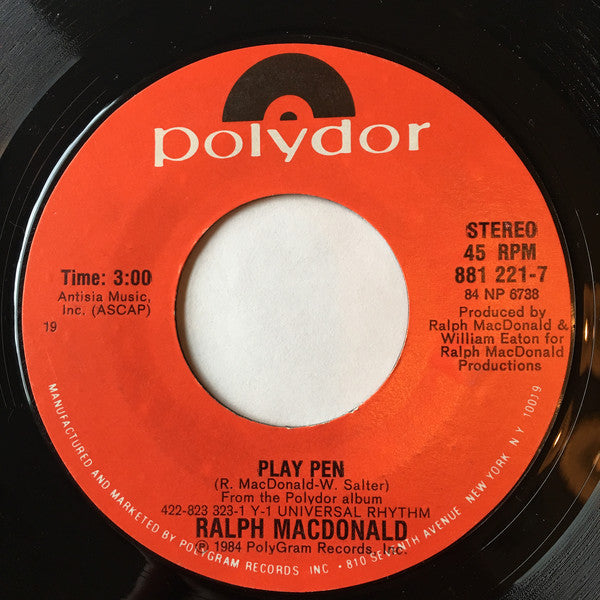 polydor
STEREO
45 RPM
881 221-7
84 NP 6738
Produced by
Ralph MacDonald &
William Eaton for
Ralph MacDonald
Productions
Time: 3:00
Antisia Music,
Inc. (ASCAP)
19
PLAY PEN
(R. MacDonald-W. Salter)
From the Polydor album
422-823 323-1 Y-1 UNIVERSAL RHYTHM
RALPH MACDONALD
℗ 1984 PolyGram Records, Inc.
MANUFACTURED AND MARKETED BY POLYGRAM RECORDS INC • 810 SEVENTH AVENUE, NEW YORK, N.Y. 10019